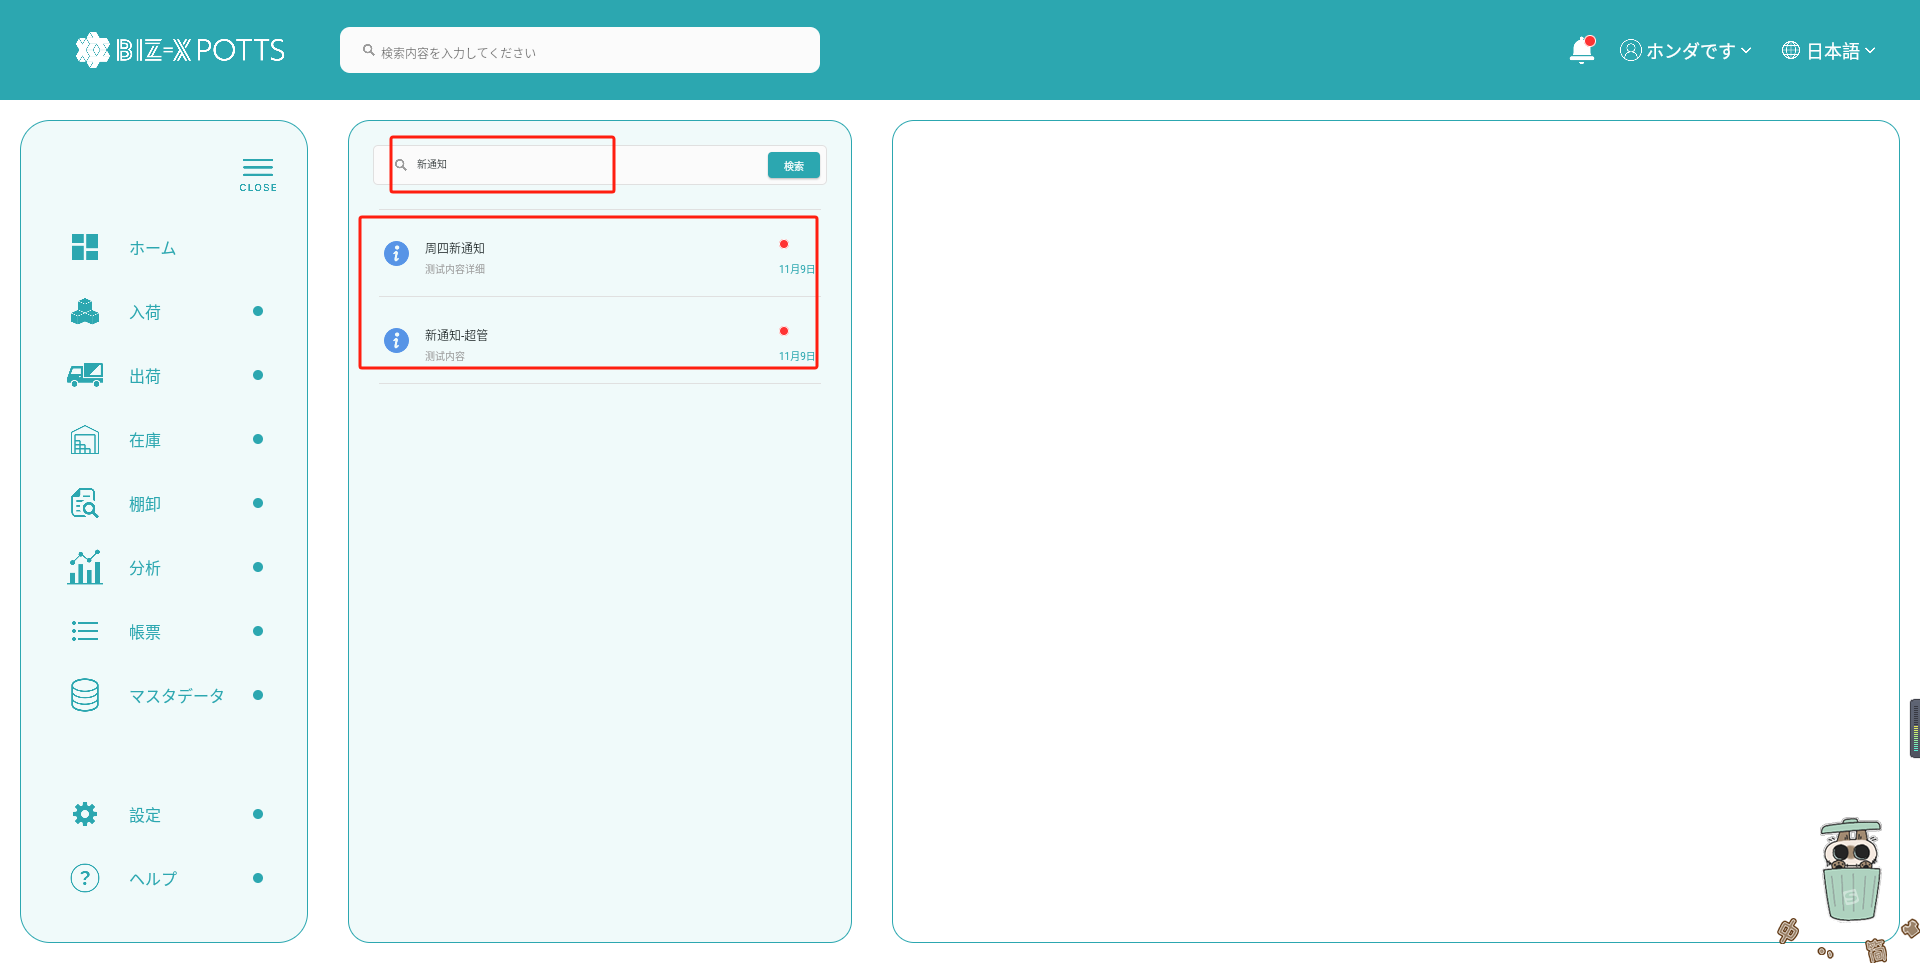 BIZ-X POTTS
検索内容を入力してください
ホンダです
日本語
CLOSE
ホーム
入荷
出荷
在庫
棚卸
分析
帳票
マスタデータ
設定
ヘルプ
新通知
検索
周四新通知
测试内容详细
11月9日
新通知-超管
测试内容
11月9日
中
简